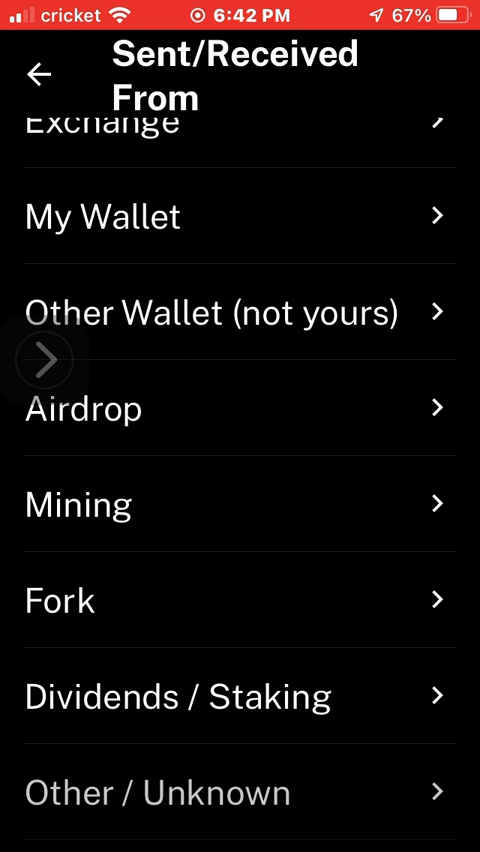 cricket 6:42 PM 67%
Sent/Received
From
Exchange
My Wallet
Other Wallet (not yours)
Airdrop
Mining
Fork
Dividends / Staking
Other / Unknown